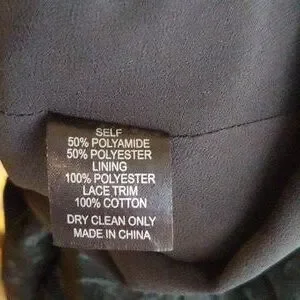 SELF
50% POLYAMIDE
50% POLYESTER
LINING
100% POLYESTER
LACE TRIM
100% COTTON
DRY CLEAN ONLY
MADE IN CHINA